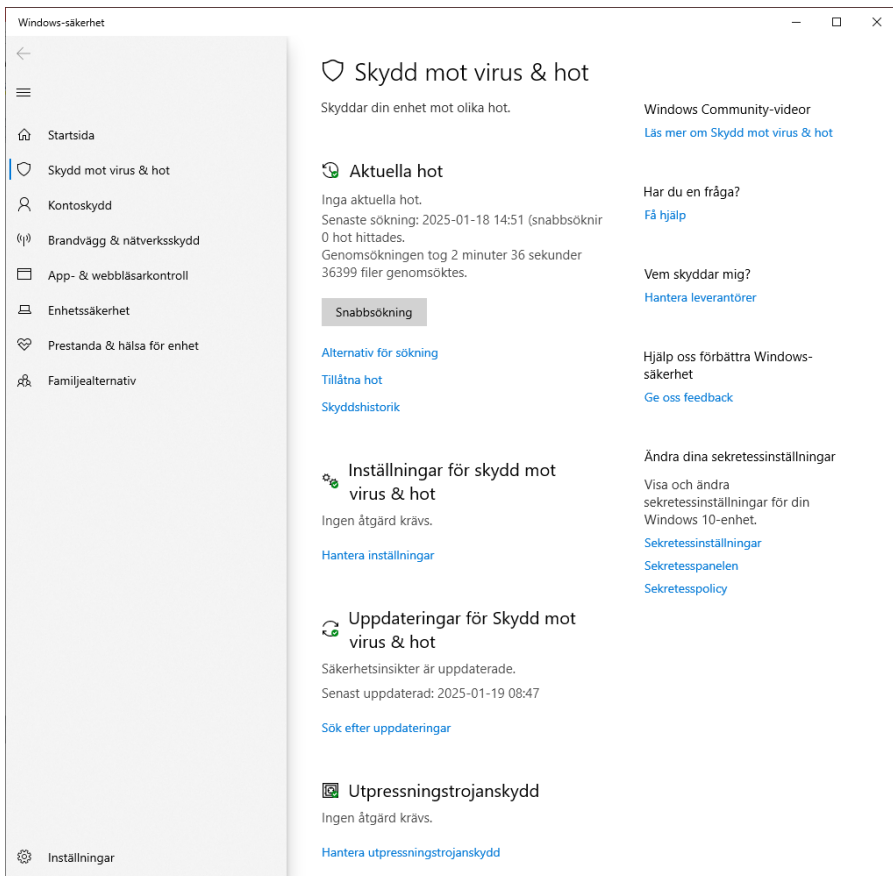 Windows-säkerhet
Startsida
Skydd mot virus & hot
Kontoskydd
Brandvägg & nätverksskydd
App- & webbläsarkontroll
Enhetssäkerhet
Prestanda & hälsa för enhet
Familjealternativ
Inställningar
Skydd mot virus & hot
Skyddar din enhet mot olika hot.
Aktuella hot
Inga aktuella hot.
Senaste sökning: 2025-01-18 14:51 (snabbsöknir
0 hot hittades.
Genomsökningen tog 2 minuter 36 sekunder
36399 filer genomsöktes.
Snabbsökning
Alternativ för sökning
Tillåtna hot
Skyddshistorik
Inställningar för skydd mot
virus & hot
Ingen åtgärd krävs.
Hantera inställningar
Uppdateringar för Skydd mot
virus & hot
Säkerhetsinsikter är uppdaterade.
Senast uppdaterad: 2025-01-19 08:47
Sök efter uppdateringar
Utpressningstrojanskydd
Ingen åtgärd krävs.
Hantera utpressningstrojanskydd
Windows Community-videor
Läs mer om Skydd mot virus & hot
Har du en fråga?
Få hjälp
Vem skyddar mig?
Hantera leverantörer
Hjälp oss förbättra Windows-
säkerhet
Ge oss feedback
Ändra dina sekretessinställningar
Visa och ändra
sekretessinställningar för din
Windows 10-enhet.
Sekretessinställningar
Sekretesspanelen
Sekretesspolicy